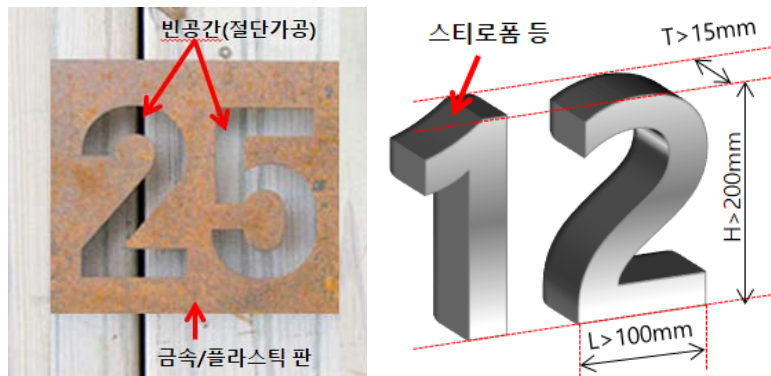 빈공간(절단가공)
25
금속/플라스틱 판
스티로폼 등
T>15mm
12
H>200mm
L>100mm